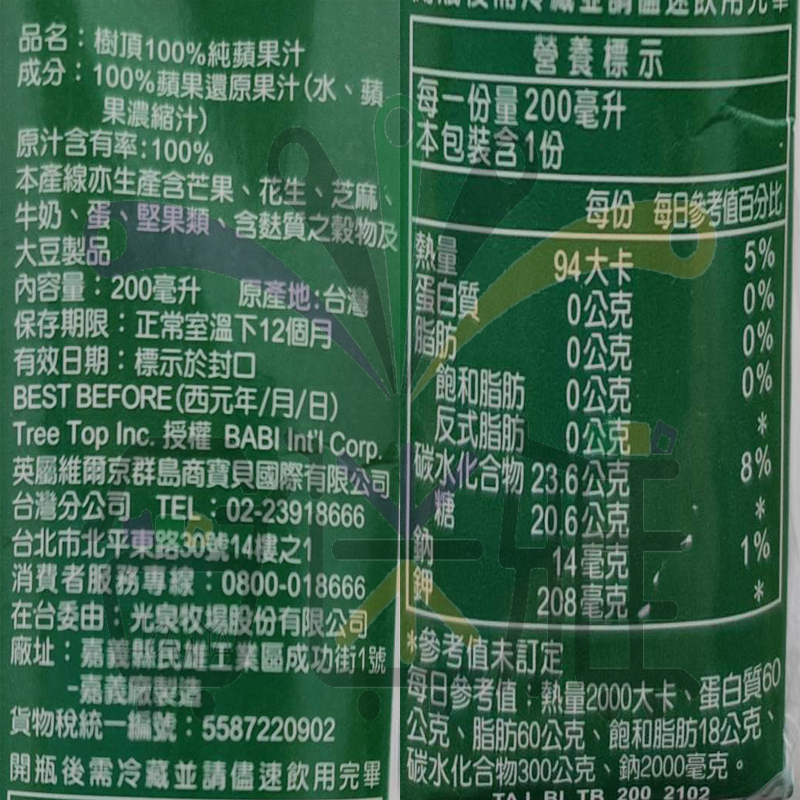 品名：樹頂100%純蘋果汁
成分：100%蘋果還原果汁(水、蘋
果濃縮汁)
原汁含有率：100%
本產線亦生產含芒果、花生、芝麻、
牛奶、蛋、堅果類、含麩質之穀物及
大豆製品
內容量：200毫升 原產地：台灣
保存期限：正常室溫下12個月
有效日期：標示於封口
BEST BEFORE(西元年/月/日)
Tree Top Inc. 授權 BABI Int'l Corp.
英屬維爾京群島商寶貝國際有限公司
台灣分公司 TEL：02-23918666
台北市北平東路30號14樓之1
消費者服務專線：0800-018666
在台委由：光泉牧場股份有限公司
廠址：嘉義縣民雄工業區成功街1號
-嘉義廠製造
貨物稅統一編號：5587220902
開瓶後需冷藏並請儘速飲用完畢
開瓶後需冷藏並請儘速飲用完畢
營養標示
每一份量200毫升
本包裝含1份
每份 每日參考值百分比
熱量 94大卡 5%
蛋白質 0公克 0%
脂肪 0公克 0%
飽和脂肪 0公克 0%
反式脂肪 0公克 *
碳水化合物 23.6公克 8%
糖 20.6公克 *
鈉 14毫克 1%
鉀 208毫克 *
*參考值未訂定
每日參考值：熱量2000大卡、蛋白質60
公克、脂肪60公克、飽和脂肪18公克、
碳水化合物300公克、鈉2000毫克。
TAJ BL TB 200 2102